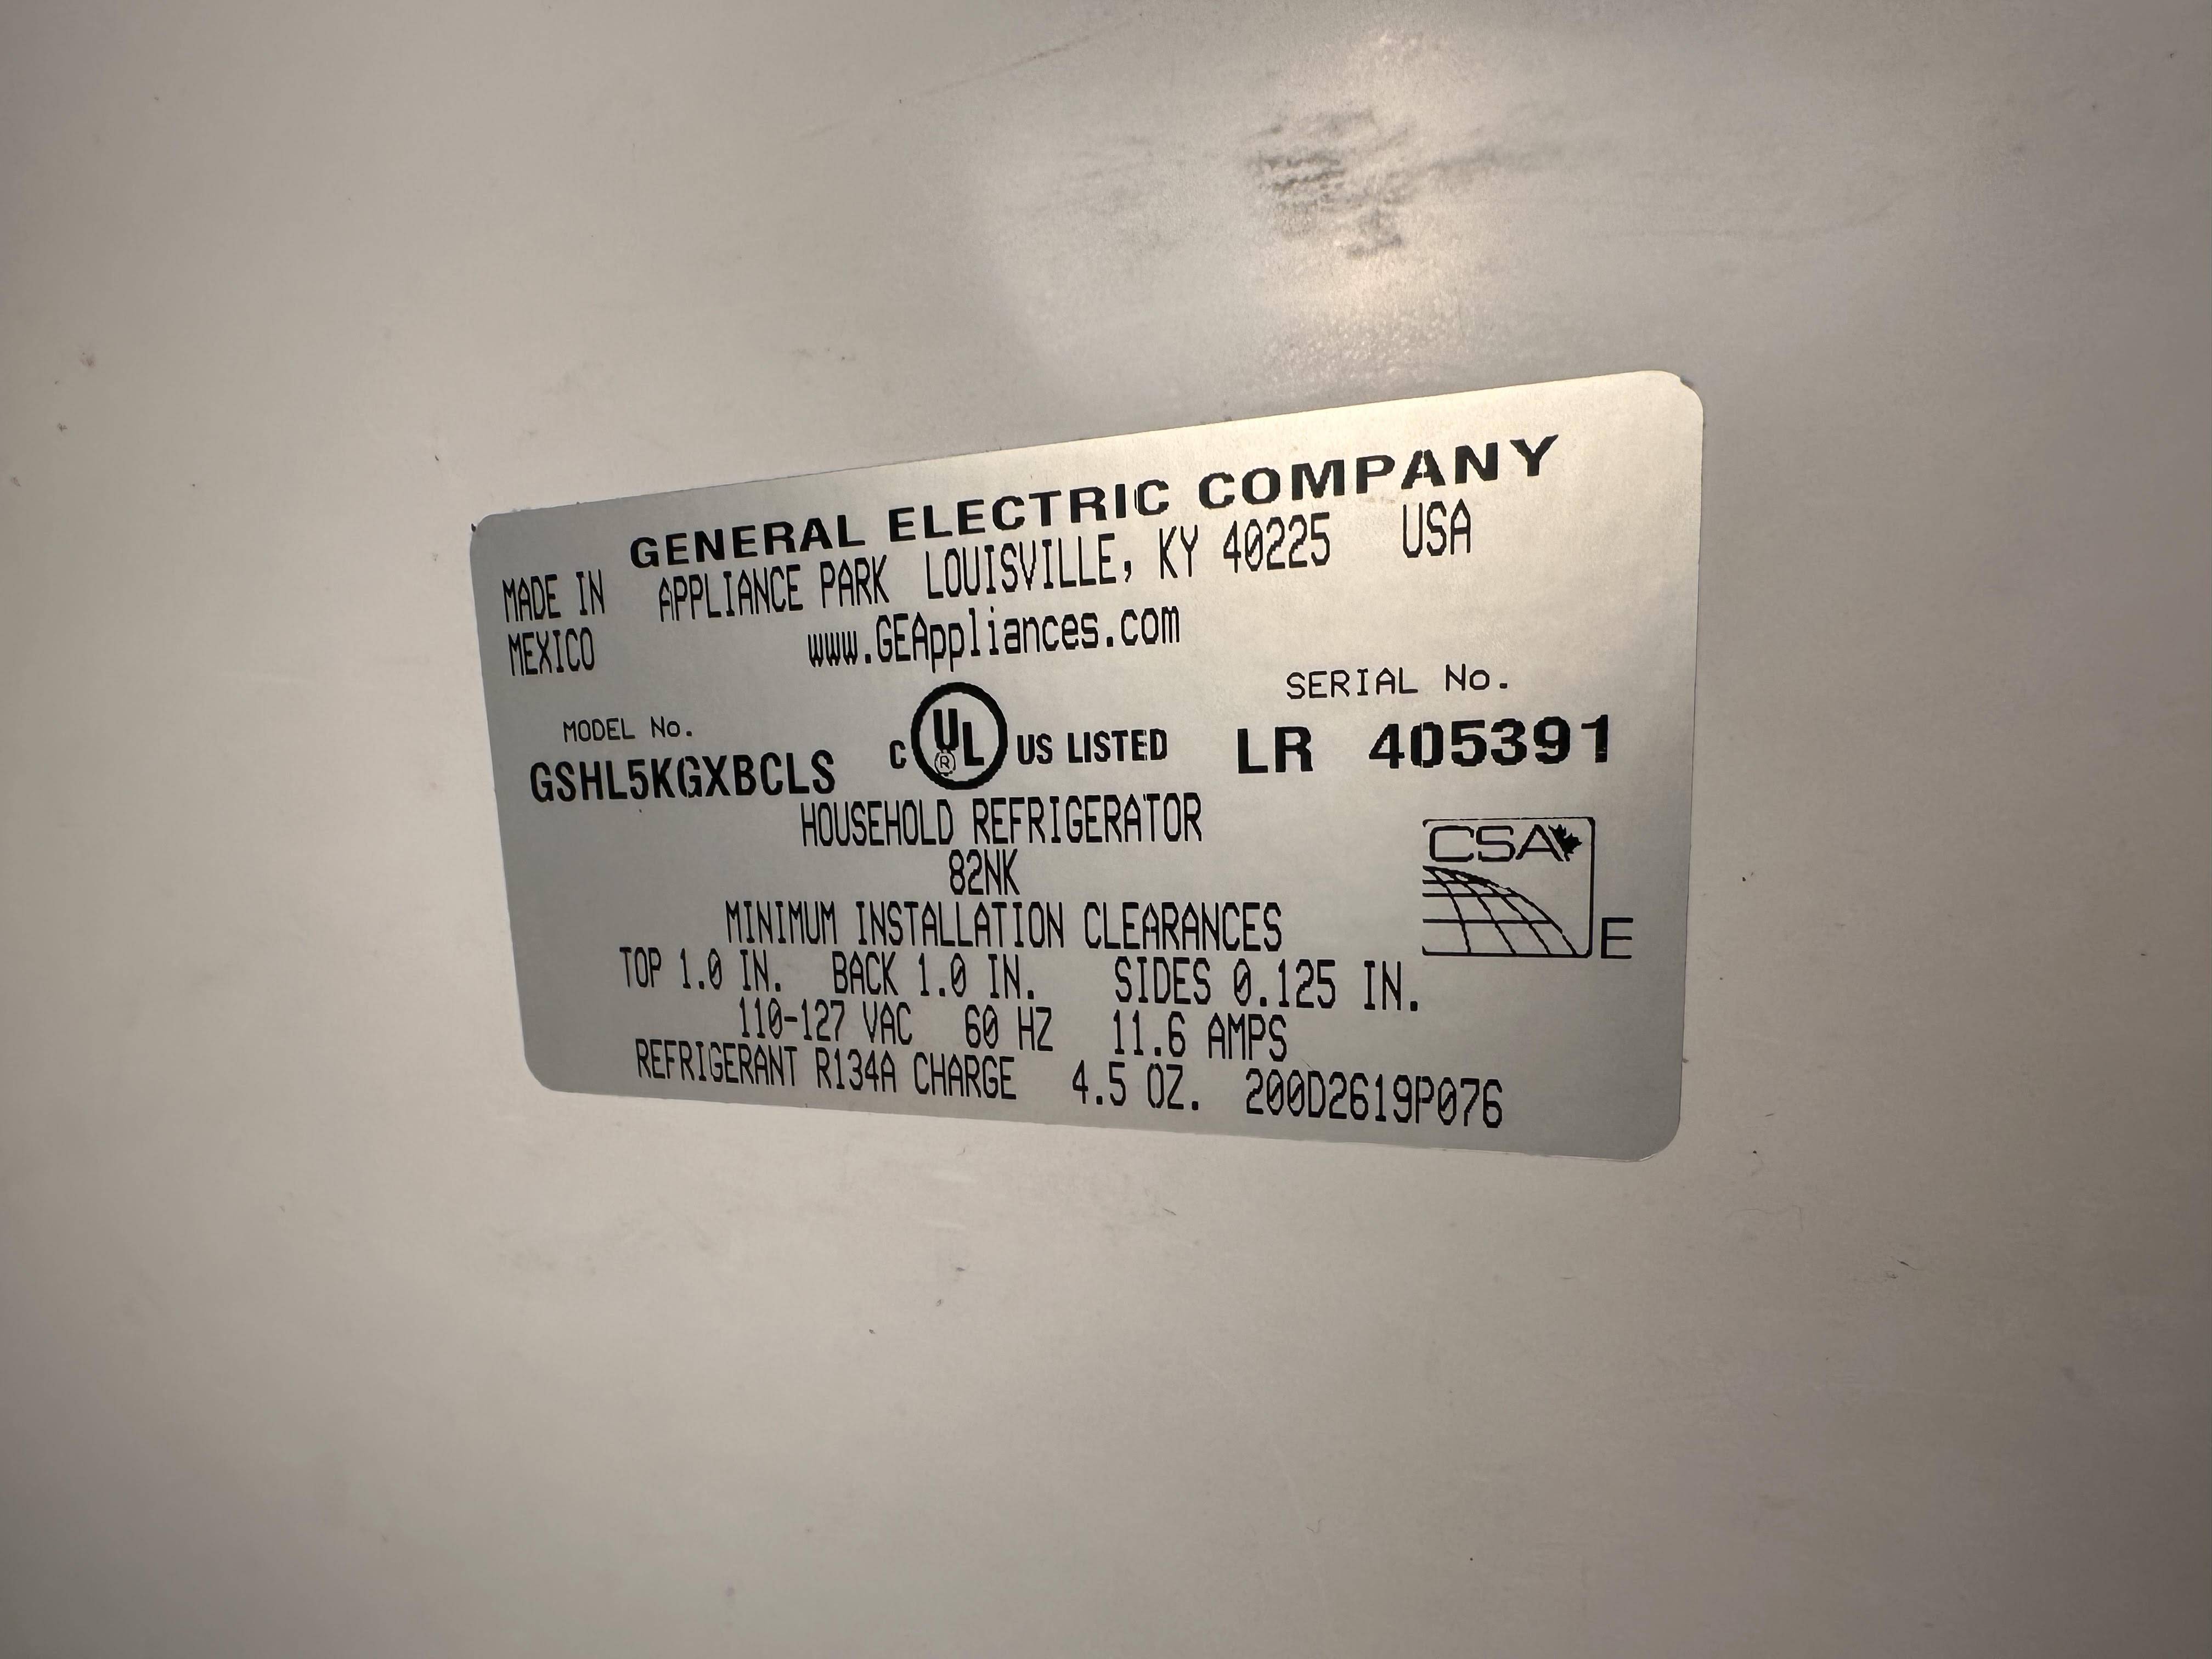 GENERAL ELECTRIC COMPANY
MADE IN APPLIANCE PARK LOUISVILLE, KY 40225 USA
MEXICO www.GEAppliances.com
MODEL No. SERIAL No.
GSHL5KGXBCLS C UL ® US LISTED LR 405391
HOUSEHOLD REFRIGERATOR
82NK
CSA
MINIMUM INSTALLATION CLEARANCES E
TOP 1.0 IN. BACK 1.0 IN. SIDES 0.125 IN.
110-127 VAC 60 HZ 11.6 AMPS
REFRIGERANT R134A CHARGE 4.5 OZ. 200D2619P076